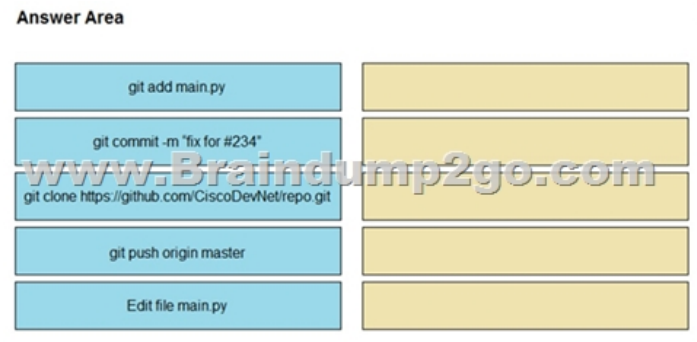 Answer Area
git add main.py
git commit -m "fix for #234"
www.Braindump2go.com
git clone https://github.com/CiscoDevNet/repo.git
git push origin master
Edit file main.py